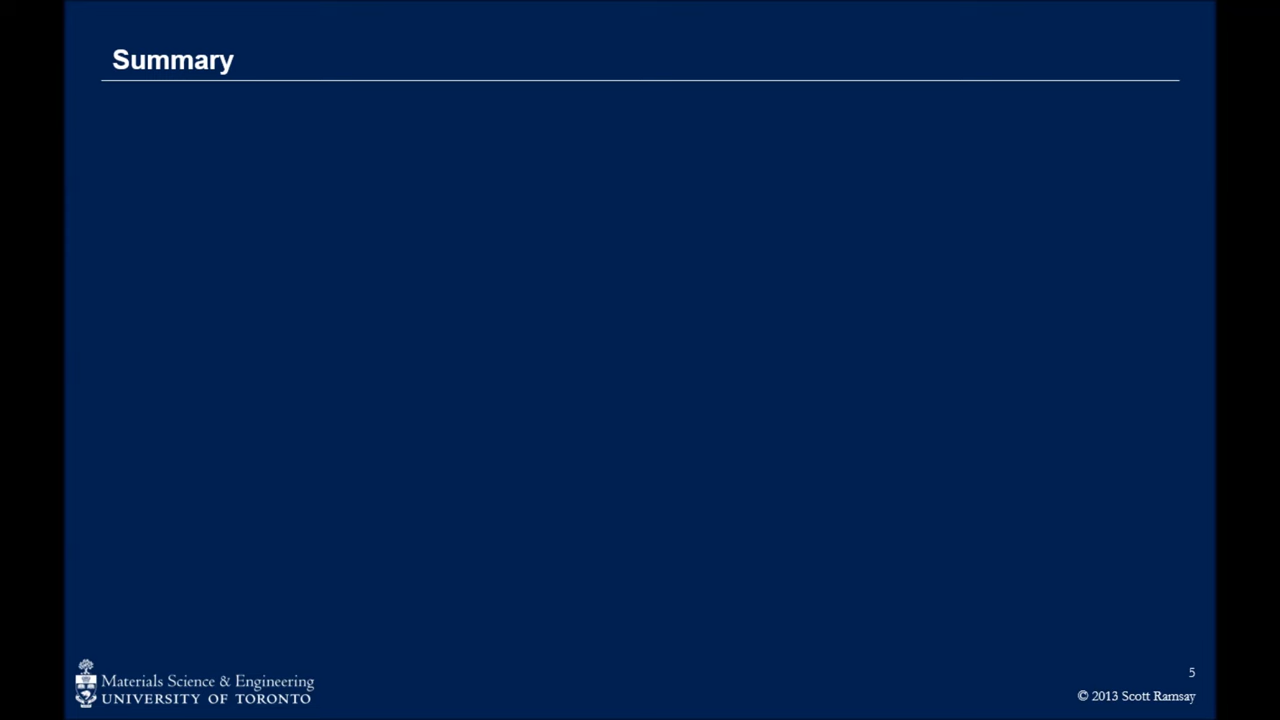 Summary
5
Materials Science & Engineering
UNIVERSITY OF TORONTO
© 2013 Scott Ramsay